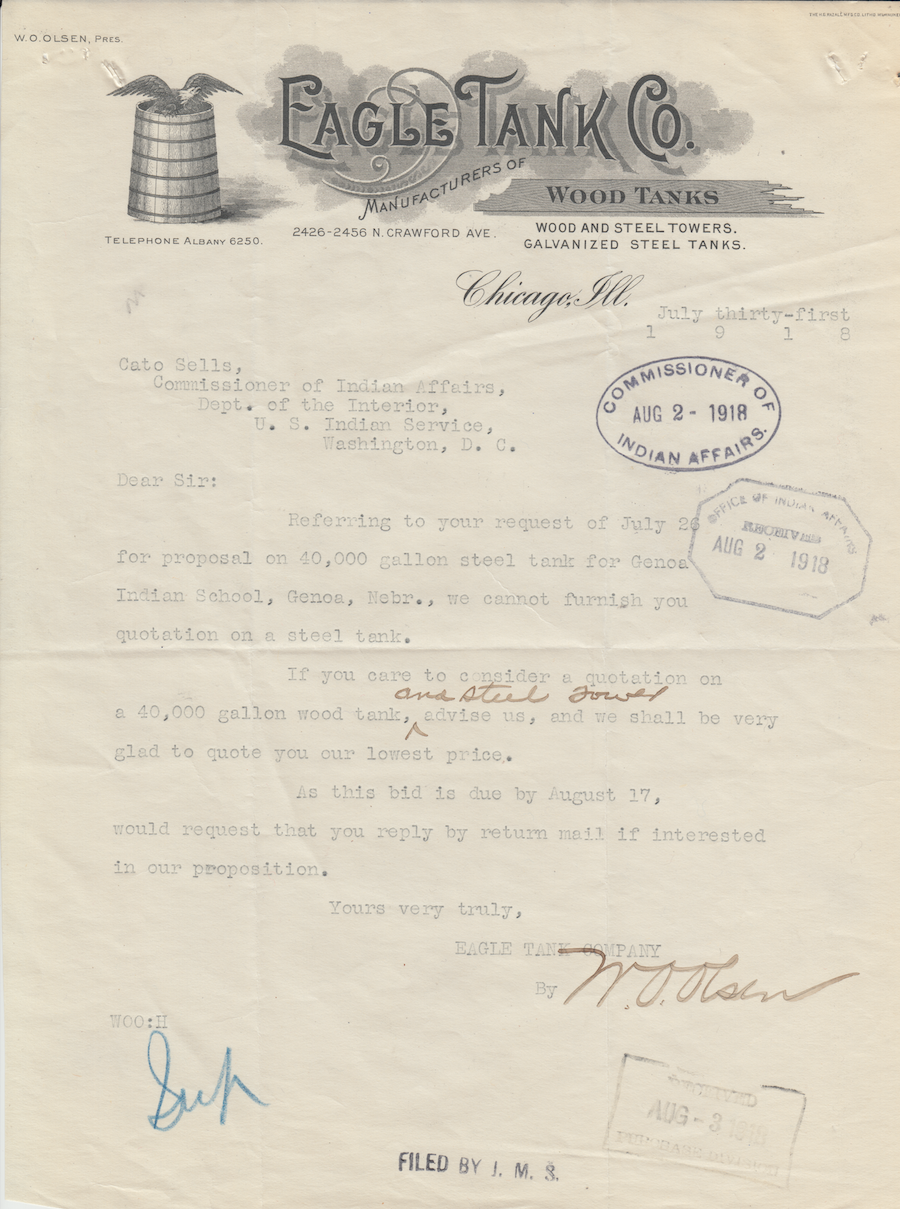 W. O. OLSEN, PRES.
EAGLE TANK CO.
MANUFACTURERS OF
WOOD TANKS
WOOD AND STEEL TOWERS.
GALVANIZED STEEL TANKS.
TELEPHONE ALBANY 6250.
2426-2456 N. CRAWFORD AVE.
Chicago, Ill.
July thirty-first
1 9 1 8
Cato Sells,
Commissioner of Indian Affairs,
Dept. of the Interior,
U. S. Indian Service,
Washington, D. C.
COMMISSIONER OF
AUG 2 - 1918
INDIAN AFFAIRS.
Dear Sir:
OFFICE OF INDIAN AFFAIRS
RECEIVED
AUG 2 1918
Referring to your request of July 26
for proposal on 40,000 gallon steel tank for Genoa
Indian School, Genoa, Nebr., we cannot furnish you
quotation on a steel tank.
If you care to consider a quotation on
and steel tower
a 40,000 gallon wood tank, advise us, and we shall be very
glad to quote you our lowest price.
As this bid is due by August 17,
would request that you reply by return mail if interested
in our proposition.
Yours very truly,
EAGLE TANK COMPANY
By W. O. Olsen
WOO:H
RECEIVED
AUG - 3 1918
PURCHASE DIVISION
FILED BY J. M. S.